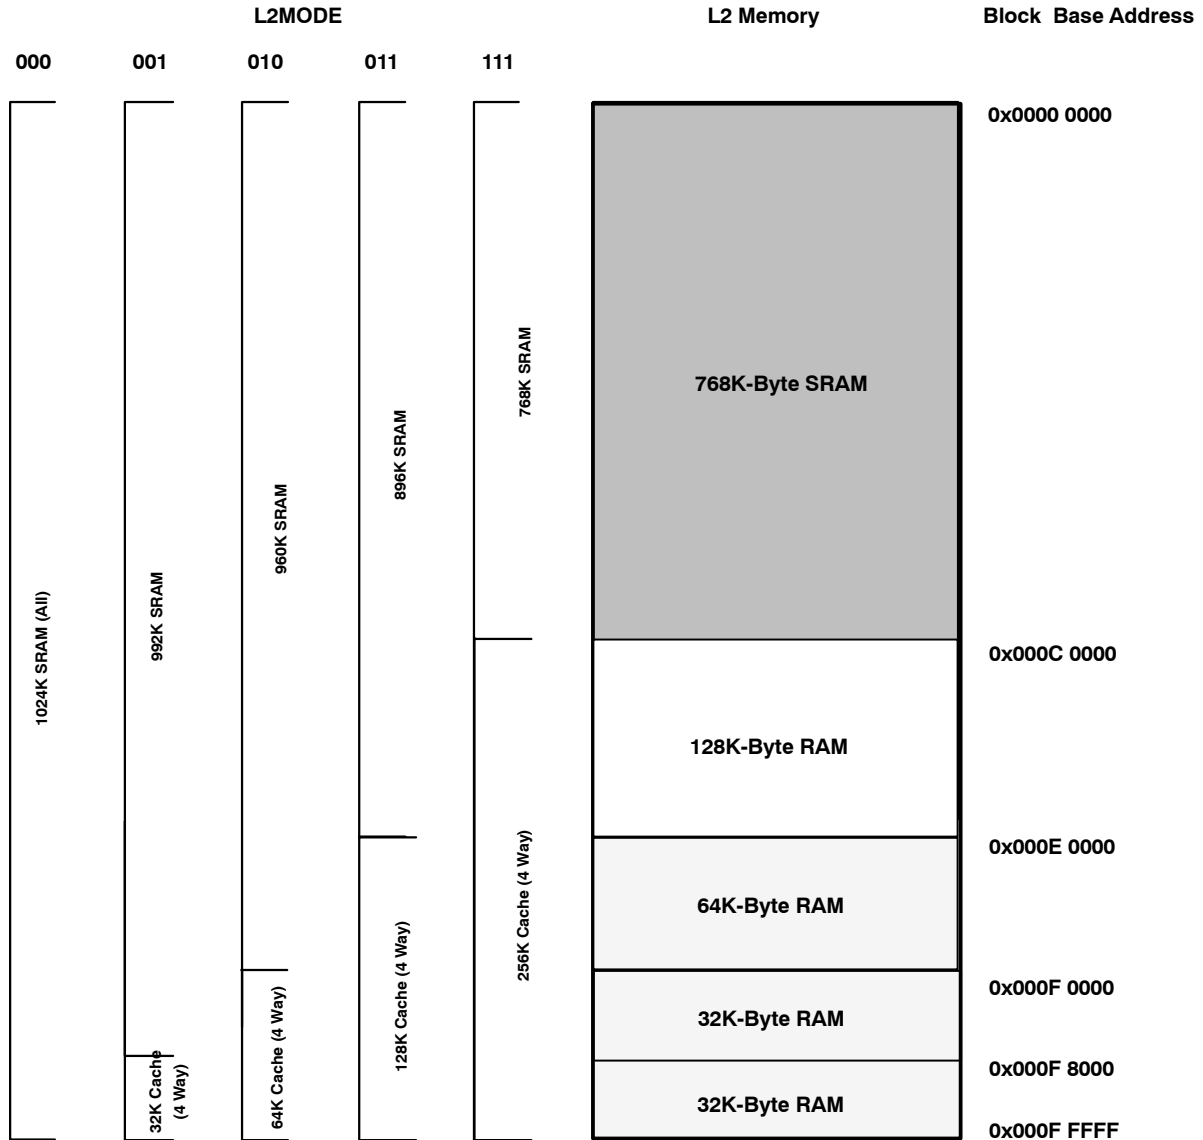 L2MODE
L2 Memory
Block Base Address
000
001
010
011
111
0x0000 0000
768K SRAM
768K-Byte SRAM
896K SRAM
960K SRAM
992K SRAM
1024K SRAM (All)
0x000C 0000
128K-Byte RAM
0x000E 0000
256K Cache (4 Way)
64K-Byte RAM
128K Cache (4 Way)
0x000F 0000
64K Cache (4 Way)
32K-Byte RAM
0x000F 8000
32K Cache
(4 Way)
32K-Byte RAM
0x000F FFFF